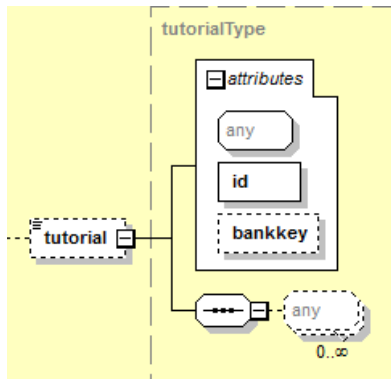 tutorialType
attributes
any
id
bankkey
tutorial
any
0..∞